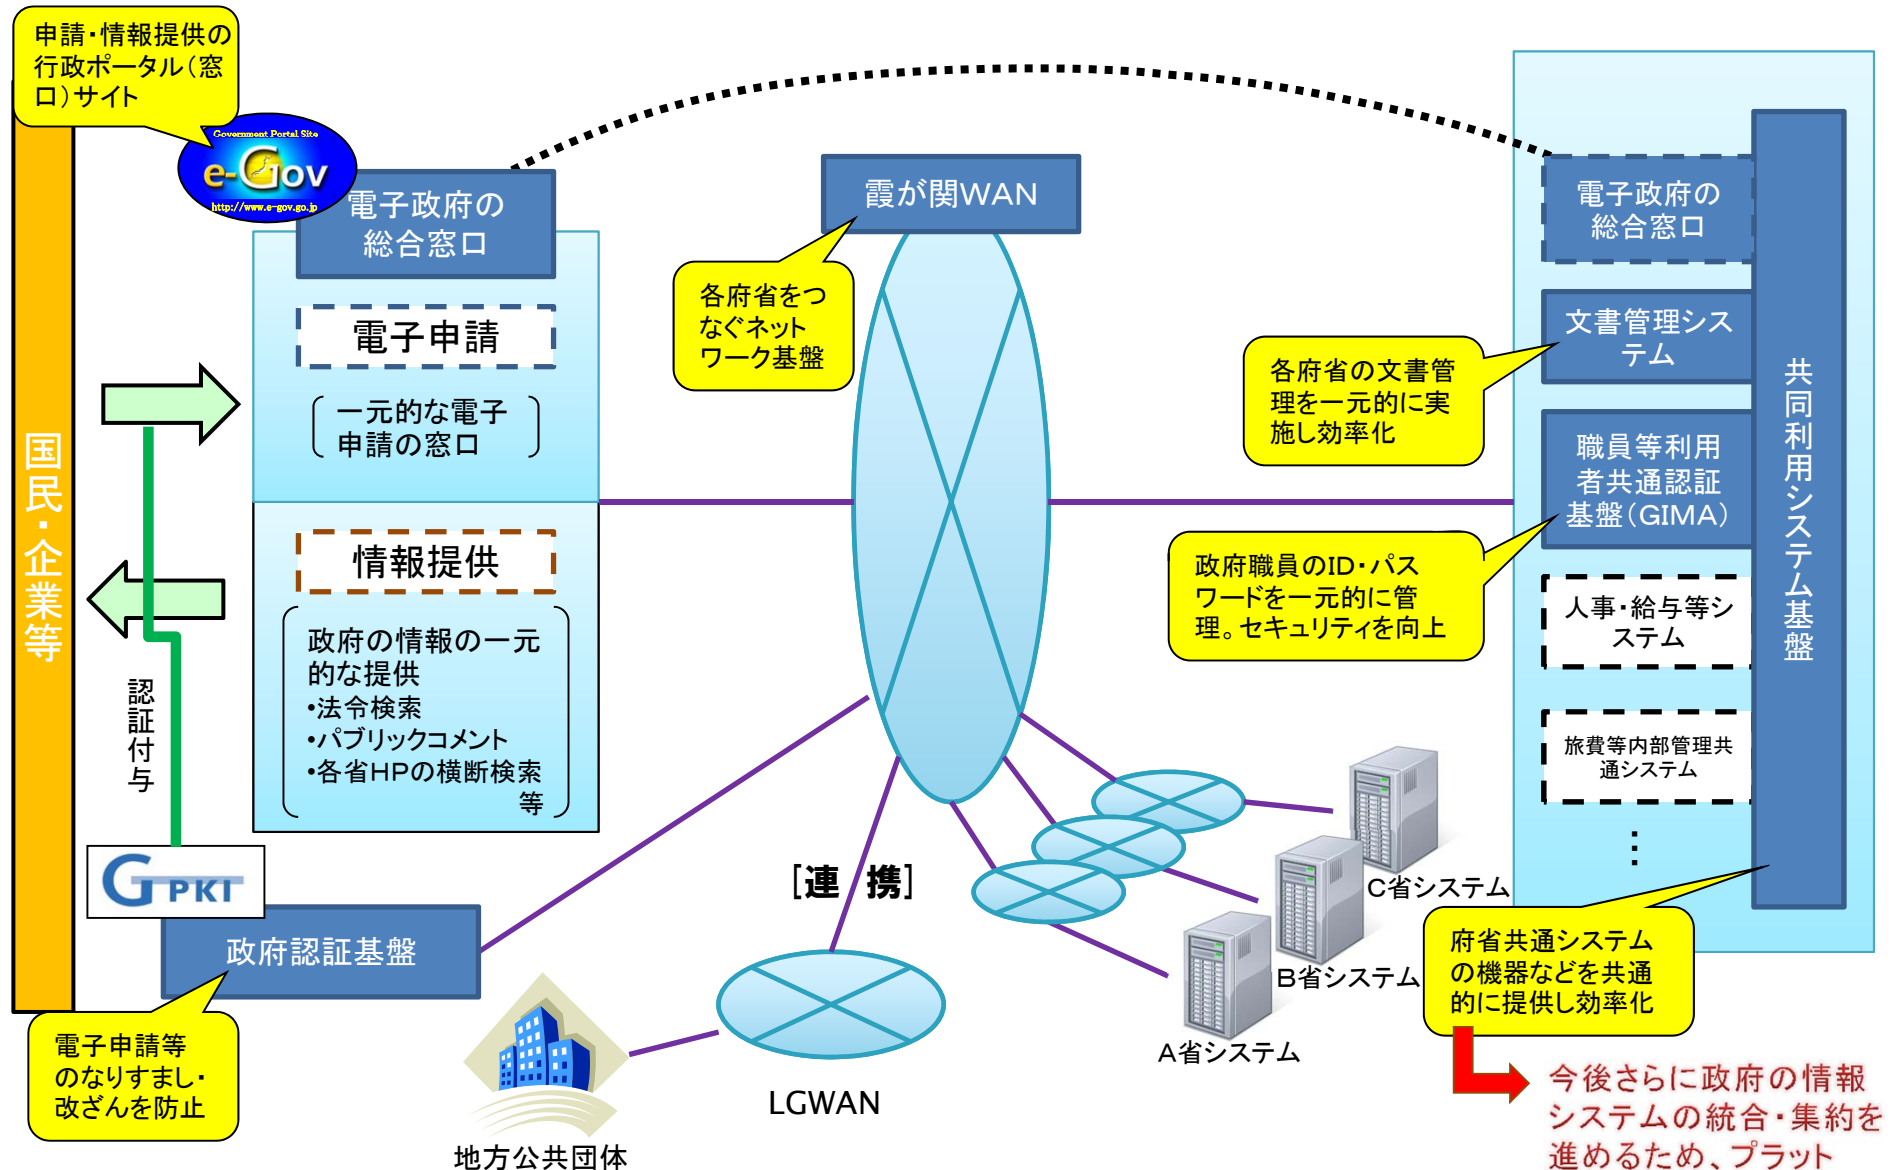 申請・情報提供の
行政ポータル（窓
口）サイト
Government Portal Site
e-Gov
http://www.e-gov.go.jp
電子政府の
総合窓口
電子申請
一元的な電子
申請の窓口
情報提供
政府の情報の一元
的な提供
・法令検索
・パブリックコメント
・各省HPの横断検索
等
国民・企業等
認証付与
GPKI
政府認証基盤
電子申請等
のなりすまし・
改ざんを防止
霞が関WAN
各府省をつ
なぐネット
ワーク基盤
[連　携]
LGWAN
地方公共団体
A省システム
B省システム
C省システム
電子政府の
総合窓口
文書管理シス
テム
各府省の文書管
理を一元的に実
施し効率化
職員等利用
者共通認証
基盤（GIMA）
政府職員のID・パス
ワードを一元的に管
理。セキュリティを向上
人事・給与等シ
ステム
旅費等内部管理共
通システム
⋮
共同利用システム基盤
府省共通システム
の機器などを共通
的に提供し効率化
今後さらに政府の情報
システムの統合・集約を
進めるため、プラット